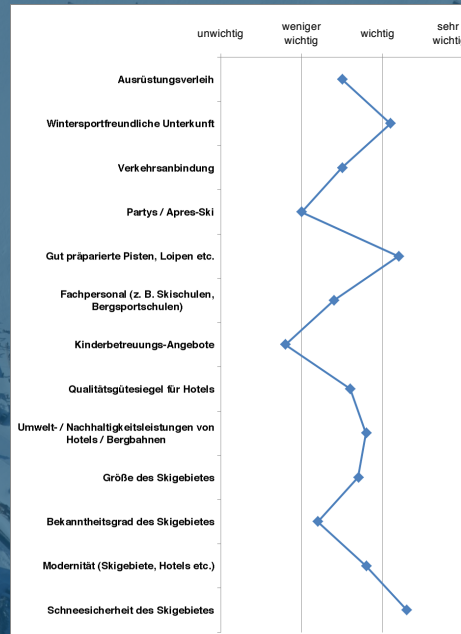 unwichtig
weniger
wichtig
wichtig
sehr
Ausrüstungsverleih
Wintersportfreundliche Unterkunft
Verkehrsanbindung
Partys / Apres-Ski
Gut präparierte Pisten, Loipen etc.
Fachpersonal (z. B. Skischulen,
Bergsportschulen)
Kinderbetreuungs-Angebote
Qualitätsgütesiegel für Hotels
Umwelt- / Nachhaltigkeitsleistungen von
Hotels / Bergbahnen
Größe des Skigebietes
Bekanntheitsgrad des Skigebietes
Modernität (Skigebiete, Hotels etc.)
Schneesicherheit des Skigebietes